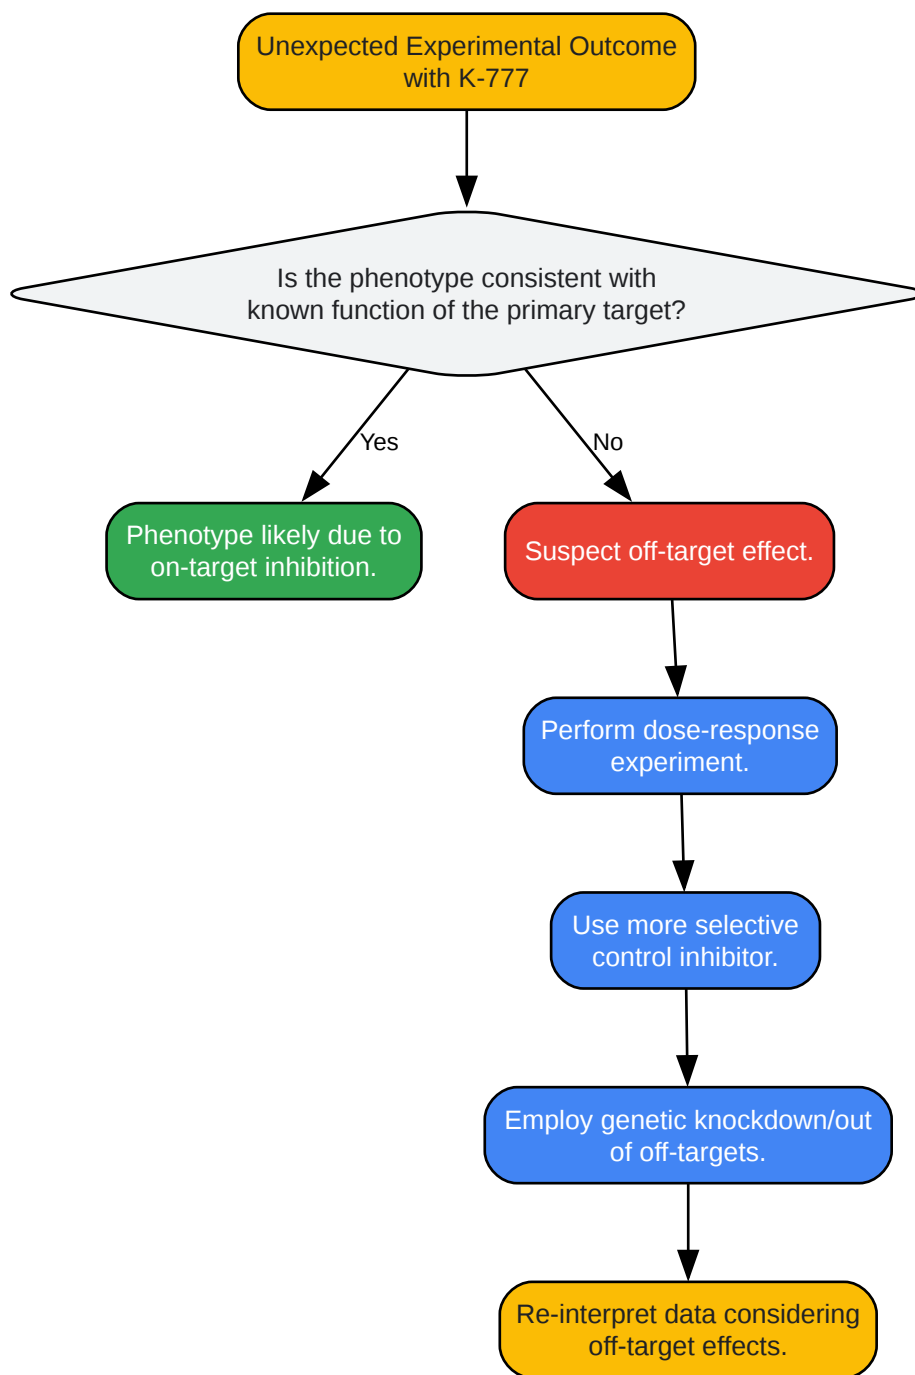 Unexpected Experimental Outcome
with K-777
Is the phenotype consistent with
known function of the primary target?
Yes
No
Phenotype likely due to
on-target inhibition.
Suspect off-target effect.
Perform dose-response
experiment.
Use more selective
control inhibitor.
Employ genetic knockdown/out
of off-targets.
Re-interpret data considering
off-target effects.